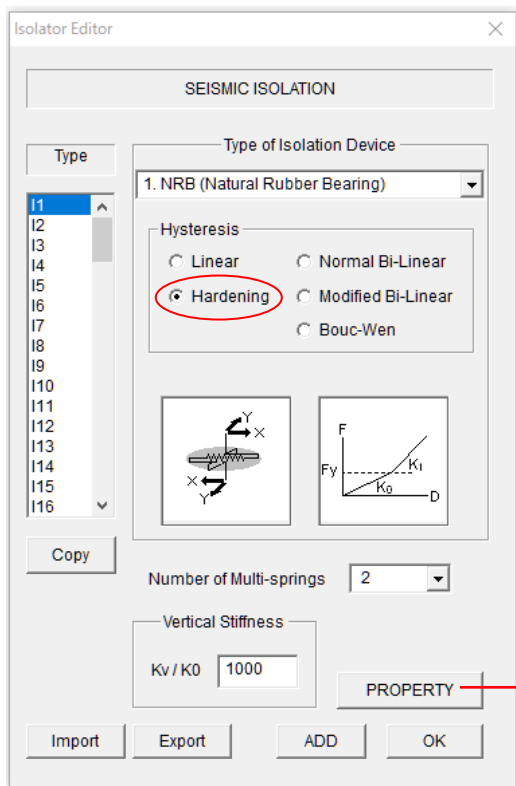 Isolator Editor
SEISMIC ISOLATION
Type
I1
I2
I3
I4
I5
I6
I7
I8
I9
I10
I11
I12
I13
I14
I15
I16
Copy
Type of Isolation Device
1. NRB (Natural Rubber Bearing)
Hysteresis
Linear
Normal Bi-Linear
Hardening
Modified Bi-Linear
Bouc-Wen
Y
X
X
Y
F
Fy
K1
K0
D
Number of Multi-springs 2
Vertical Stiffness
Kv / K0 1000
PROPERTY
Import Export ADD OK